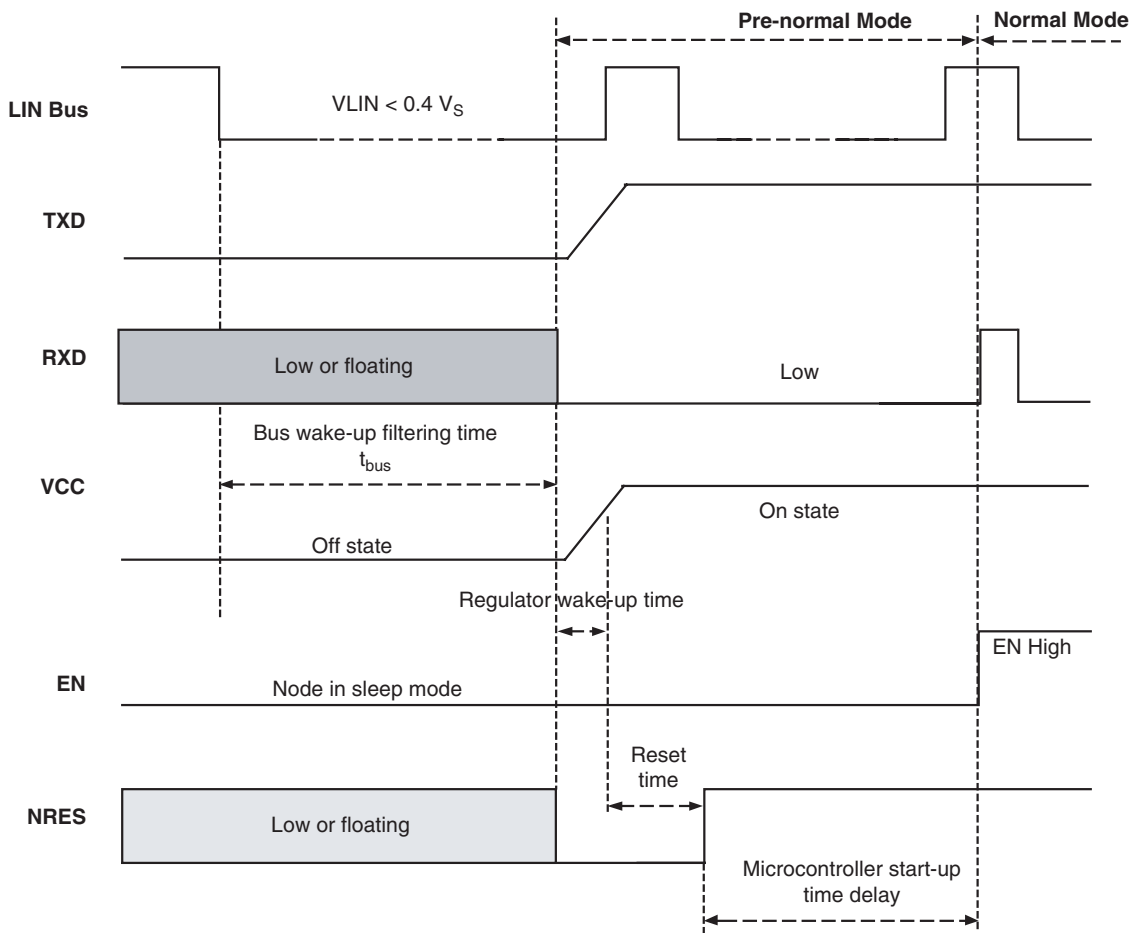 Pre-normal Mode
Normal Mode
LIN Bus
VLIN < 0.4 VS
TXD
RXD
Low or floating
Low
Bus wake-up filtering time
tbus
VCC
On state
Off state
Regulator wake-up time
EN High
EN
Node in sleep mode
Reset
time
NRES
Low or floating
Microcontroller start-up
time delay